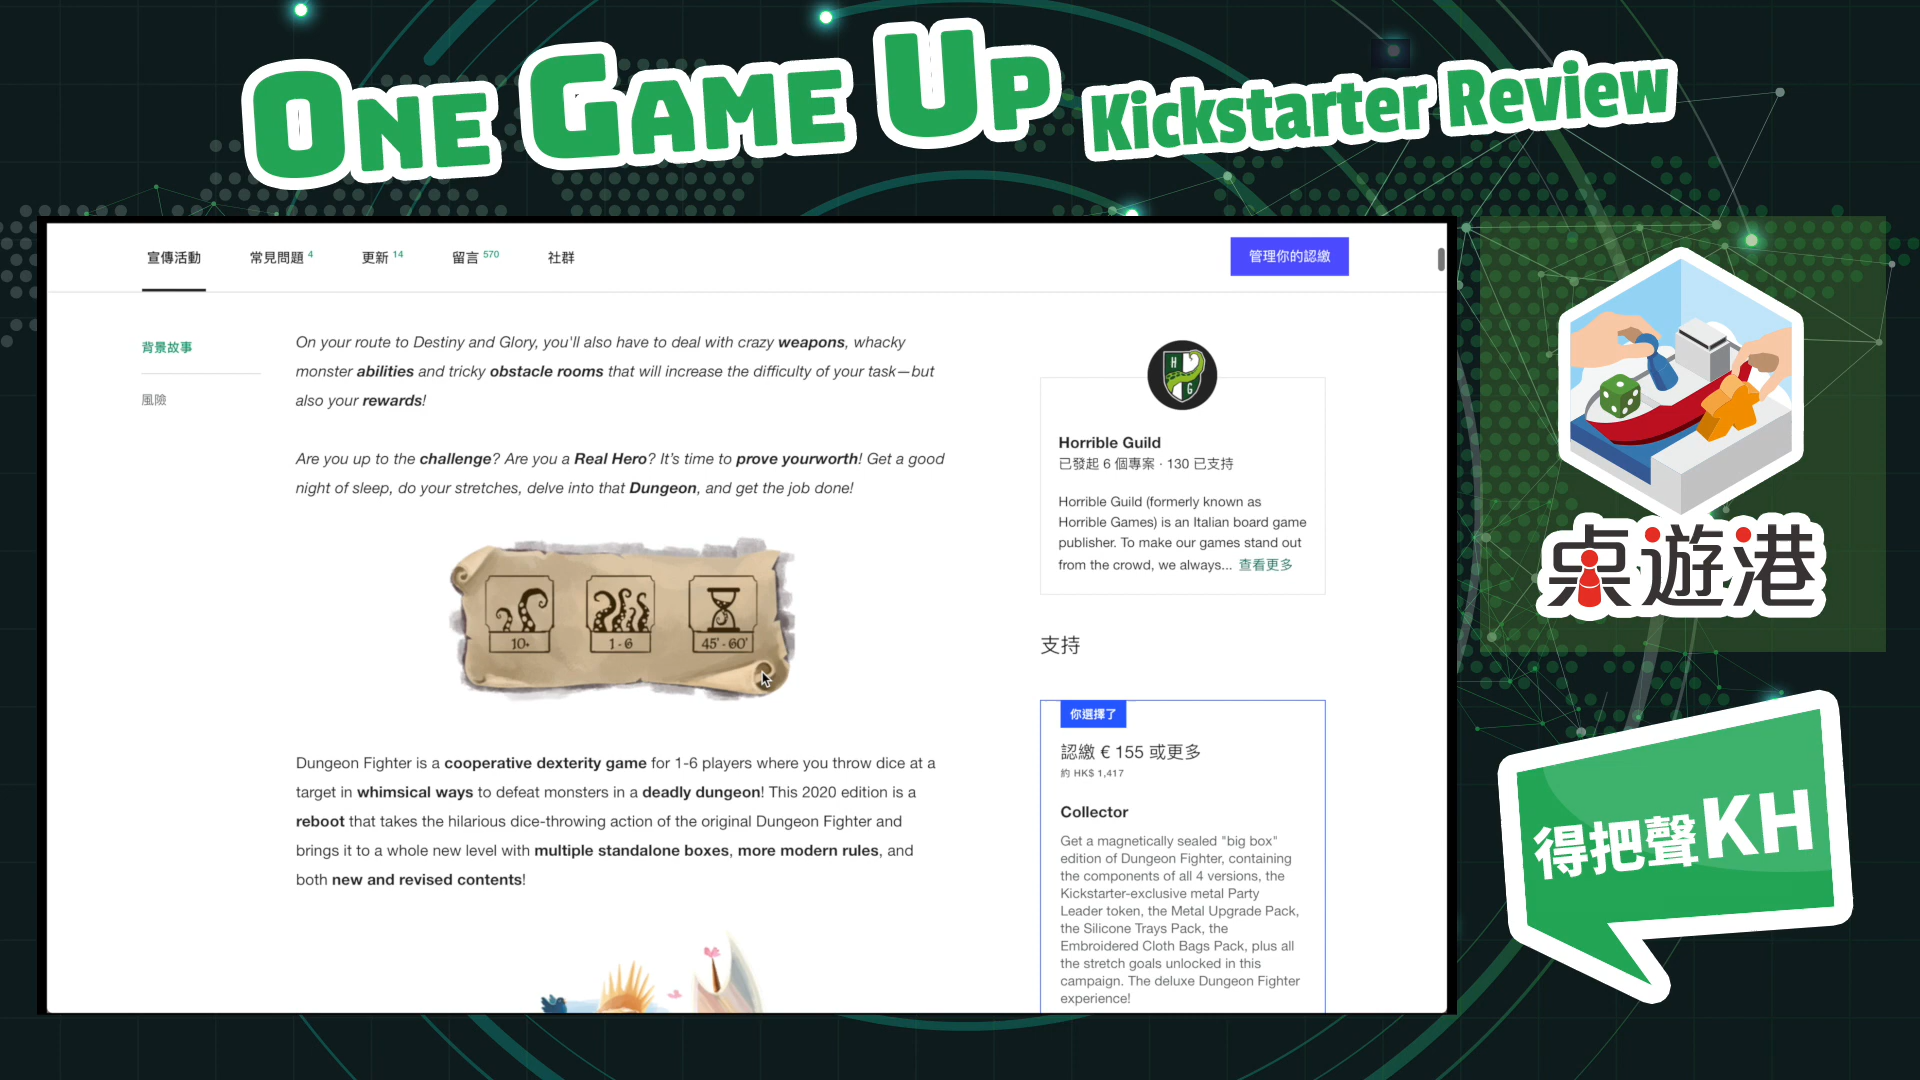 One Game Up Kickstarter Review
宣傳活動
常見問題 4
更新 14
留言 570
社群
管理你的認繳
背景故事
風險
On your route to Destiny and Glory, you'll also have to deal with crazy weapons, whacky
monster abilities and tricky obstacle rooms that will increase the difficulty of your task—but
also your rewards!
Are you up to the challenge? Are you a Real Hero? It's time to prove yourworth! Get a good
night of sleep, do your stretches, delve into that Dungeon, and get the job done!
10+
1 - 6
45' - 60'
Dungeon Fighter is a cooperative dexterity game for 1-6 players where you throw dice at a
target in whimsical ways to defeat monsters in a deadly dungeon! This 2020 edition is a
reboot that takes the hilarious dice-throwing action of the original Dungeon Fighter and
brings it to a whole new level with multiple standalone boxes, more modern rules, and
both new and revised contents!
H G
Horrible Guild
已發起 6 個專案 · 130 已支持
Horrible Guild (formerly known as
Horrible Games) is an Italian board game
publisher. To make our games stand out
from the crowd, we always... 查看更多
支持
你選擇了
認繳 € 155 或更多
約 HK$ 1,417
Collector
Get a magnetically sealed "big box"
edition of Dungeon Fighter, containing
the components of all 4 versions, the
Kickstarter-exclusive metal Party
Leader token, the Metal Upgrade Pack,
the Silicone Trays Pack, the
Embroidered Cloth Bags Pack, plus all
the stretch goals unlocked in this
campaign. The deluxe Dungeon Fighter
experience!
桌遊港
得把聲KH